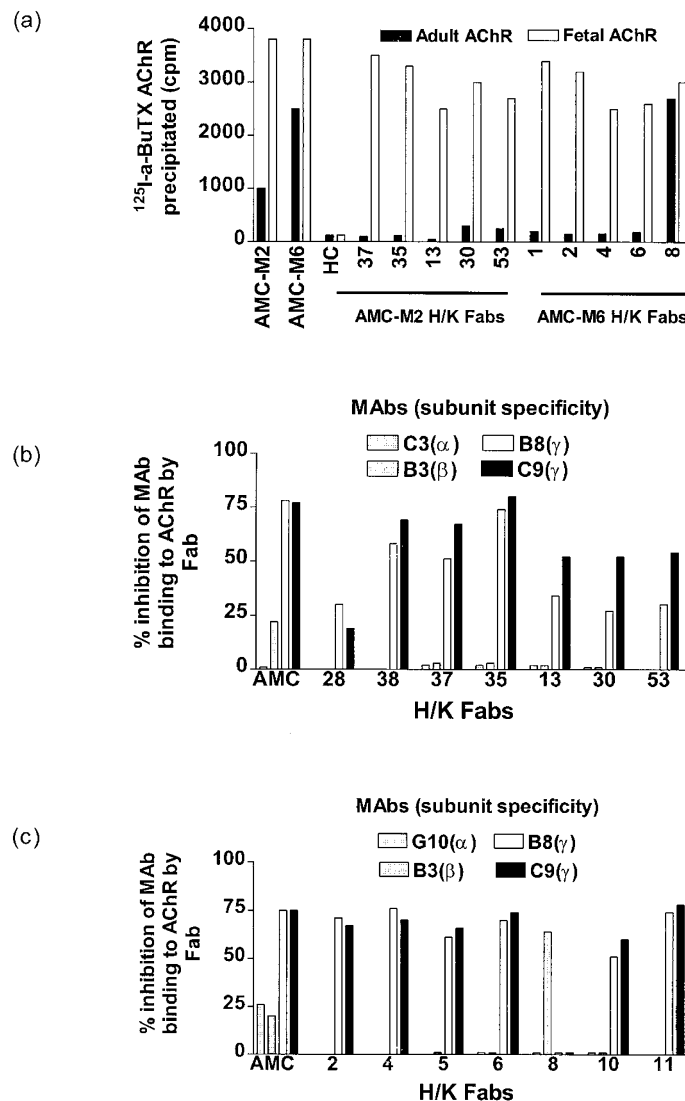 (a)
Adult AChR Fetal AChR
¹²⁵I-a-BuTX AChR
precipitated (cpm)
4000
3000
2000
1000
0
AMC-M2 AMC-M6 HC 37 35 13 30 53 1 2 4 6 8
AMC-M2 H/K Fabs AMC-M6 H/K Fabs
(b)
MAbs (subunit specificity)
C3(α) B8(γ)
B3(β) C9(γ)
% inhibition of MAb
binding to AChR by
Fab
100
75
50
25
0
AMC 28 38 37 35 13 30 53
H/K Fabs
(c)
MAbs (subunit specificity)
G10(α) B8(γ)
B3(β) C9(γ)
% inhibition of MAb
binding to AChR by
Fab
100
75
50
25
0
AMC 2 4 5 6 8 10 11
H/K Fabs